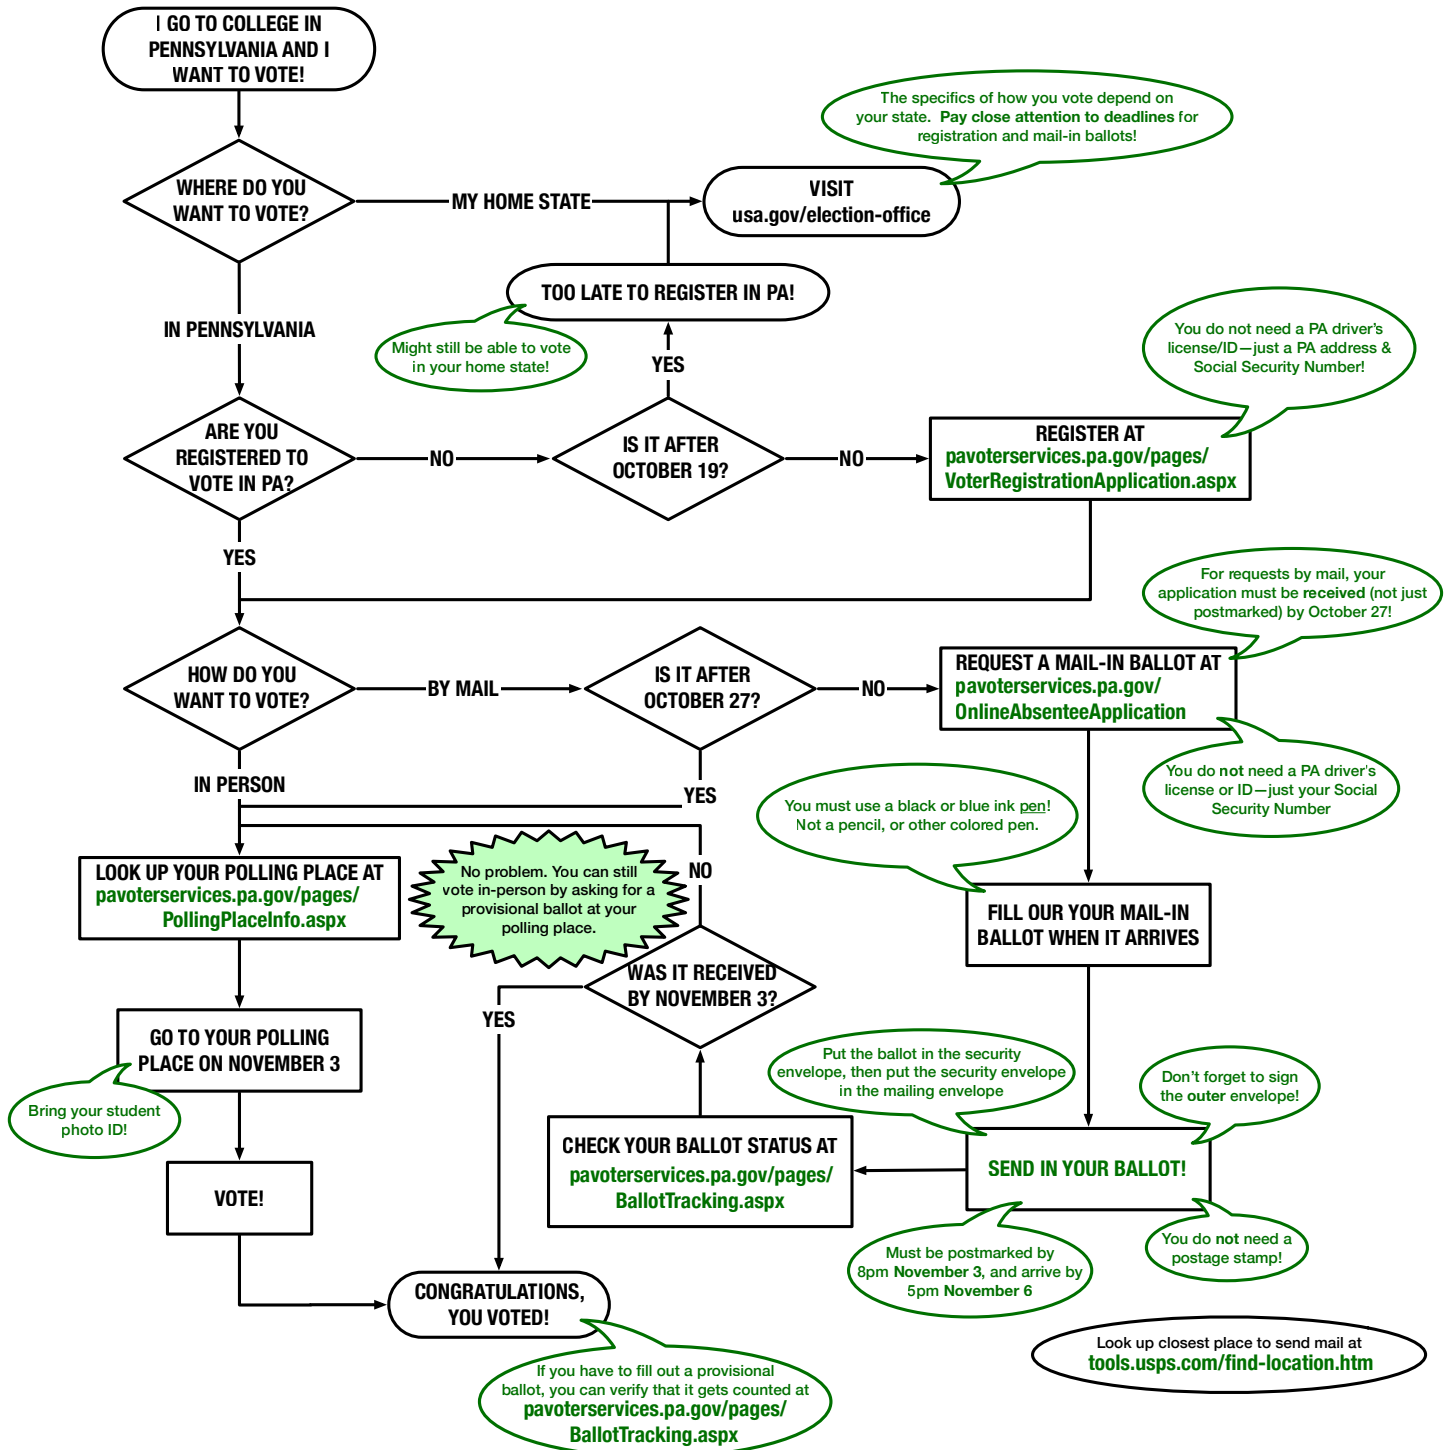 I GO TO COLLEGE IN
PENNSYLVANIA AND I
WANT TO VOTE!
The specifics of how you vote depend on
your state. Pay close attention to deadlines for
registration and mail-in ballots!
WHERE DO YOU
WANT TO VOTE?
MY HOME STATE
VISIT
usa.gov/election-office
TOO LATE TO REGISTER IN PA!
IN PENNSYLVANIA
Might still be able to vote
in your home state!
YES
You do not need a PA driver's
license/ID—just a PA address &
Social Security Number!
ARE YOU
REGISTERED TO
VOTE IN PA?
NO
IS IT AFTER
OCTOBER 19?
NO
REGISTER AT
pavoterservices.pa.gov/pages/
VoterRegistrationApplication.aspx
YES
For requests by mail, your
application must be received (not just
postmarked) by October 27!
HOW DO YOU
WANT TO VOTE?
BY MAIL
IS IT AFTER
OCTOBER 27?
NO
REQUEST A MAIL-IN BALLOT AT
pavoterservices.pa.gov/
OnlineAbsenteeApplication
IN PERSON
YES
You do not need a PA driver's
license or ID—just your Social
Security Number
You must use a black or blue ink pen!
Not a pencil, or other colored pen.
LOOK UP YOUR POLLING PLACE AT
pavoterservices.pa.gov/pages/
PollingPlaceInfo.aspx
No problem. You can still
vote in-person by asking for a
provisional ballot at your
polling place.
NO
FILL OUR YOUR MAIL-IN
BALLOT WHEN IT ARRIVES
WAS IT RECEIVED
BY NOVEMBER 3?
YES
GO TO YOUR POLLING
PLACE ON NOVEMBER 3
Bring your student
photo ID!
Put the ballot in the security
envelope, then put the security envelope
in the mailing envelope
Don't forget to sign
the outer envelope!
CHECK YOUR BALLOT STATUS AT
pavoterservices.pa.gov/pages/
BallotTracking.aspx
SEND IN YOUR BALLOT!
VOTE!
Must be postmarked by
8pm November 3, and arrive by
5pm November 6
You do not need a
postage stamp!
CONGRATULATIONS,
YOU VOTED!
If you have to fill out a provisional
ballot, you can verify that it gets counted at
pavoterservices.pa.gov/pages/
BallotTracking.aspx
Look up closest place to send mail at
tools.usps.com/find-location.htm